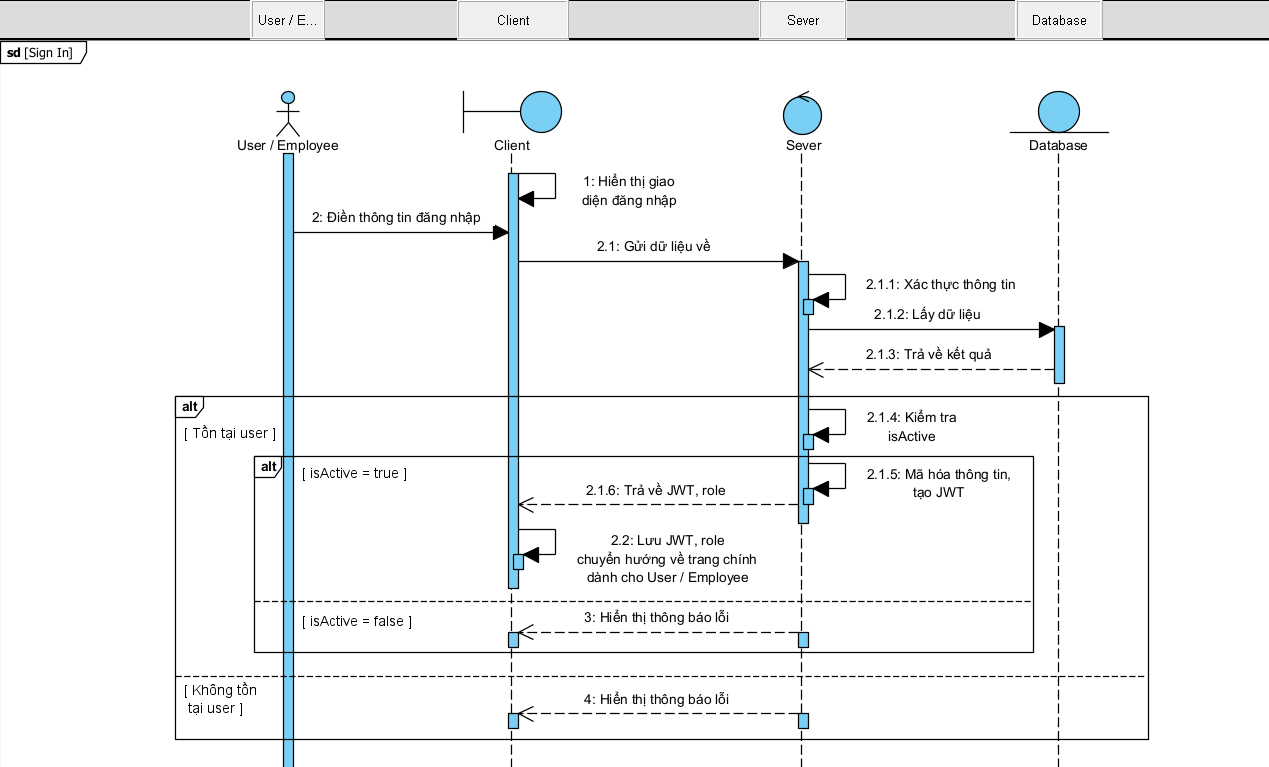 User / E...
Client
Sever
Database
sd [Sign In]
User / Employee
Client
Sever
Database
1: Hiển thị giao
diện đăng nhập
2: Điền thông tin đăng nhập
2.1: Gửi dữ liệu về
2.1.1: Xác thực thông tin
2.1.2: Lấy dữ liệu
2.1.3: Trả về kết quả
alt
[ Tồn tại user ]
2.1.4: Kiểm tra
isActive
alt
[ isActive = true ]
2.1.5: Mã hóa thông tin,
tạo JWT
2.1.6: Trả về JWT, role
2.2: Lưu JWT, role
chuyển hướng về trang chính
dành cho User / Employee
[ isActive = false ]
3: Hiển thị thông báo lỗi
[ Không tồn
tại user ]
4: Hiển thị thông báo lỗi